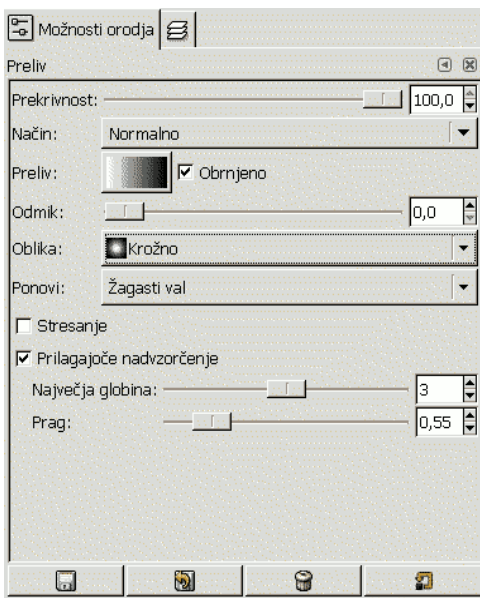 Možnosti orodja
Preliv
Prekrivnost: 100,0
Način: Normalno
Preliv: Obrnjeno
Odmik: 0,0
Oblika: Krožno
Ponovi: Žagasti val
Stresanje
Prilagajoče nadvzorčenje
Največja globina: 3
Prag: 0,55